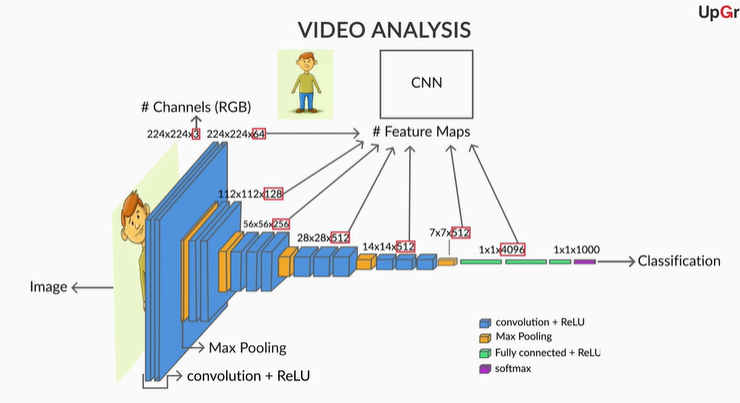 UpGr
VIDEO ANALYSIS
CNN
# Channels (RGB)
224x224x3 224x224x64
# Feature Maps
112x112x128
56x56x256
28x28x512
14x14x512
7x7x512
1x1x4096
1x1x1000
Classification
Image
Max Pooling
convolution + ReLU
convolution + ReLU
Max Pooling
Fully connected + ReLU
softmax